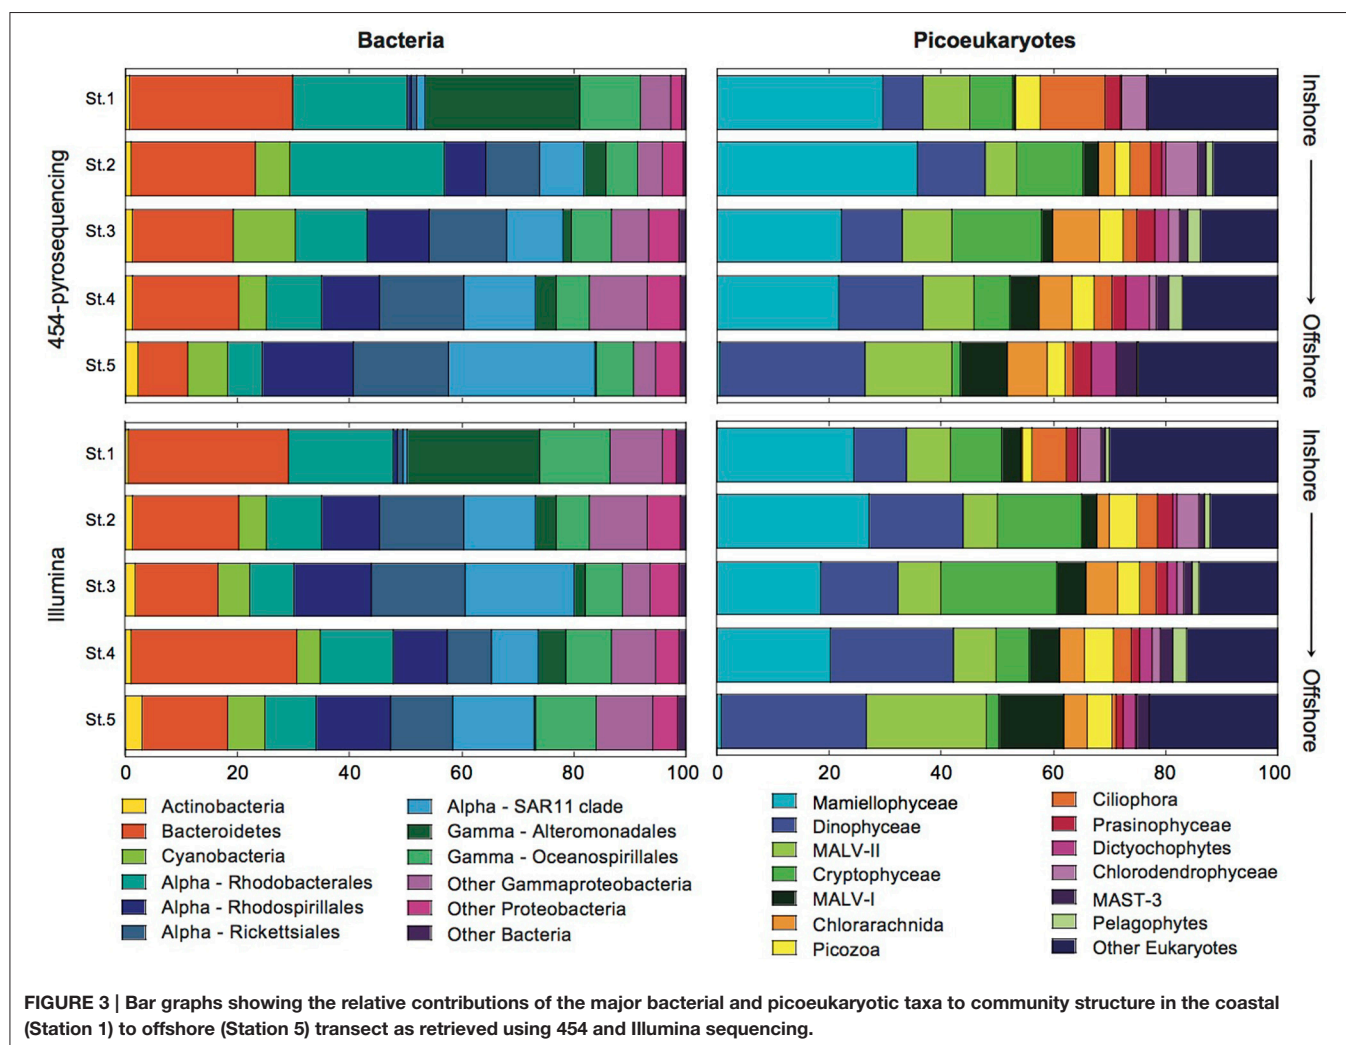 Bacteria
Picoeukaryotes
454-pyrosequencing
St.1
St.2
St.3
St.4
St.5
Inshore
Offshore
Illumina
St.1
St.2
St.3
St.4
St.5
Inshore
Offshore
0 20 40 60 80 100
0 20 40 60 80 100
Actinobacteria
Bacteroidetes
Cyanobacteria
Alpha - Rhodobacterales
Alpha - Rhodospirillales
Alpha - Rickettsiales
Alpha - SAR11 clade
Gamma - Alteromonadales
Gamma - Oceanospirillales
Other Gammaproteobacteria
Other Proteobacteria
Other Bacteria
Mamiellophyceae
Dinophyceae
MALV-II
Cryptophyceae
MALV-I
Chlorarachnida
Picozoa
Ciliophora
Prasinophyceae
Dictyochophytes
Chlorodendrophyceae
MAST-3
Pelagophytes
Other Eukaryotes
FIGURE 3 | Bar graphs showing the relative contributions of the major bacterial and picoeukaryotic taxa to community structure in the coastal
(Station 1) to offshore (Station 5) transect as retrieved using 454 and Illumina sequencing.